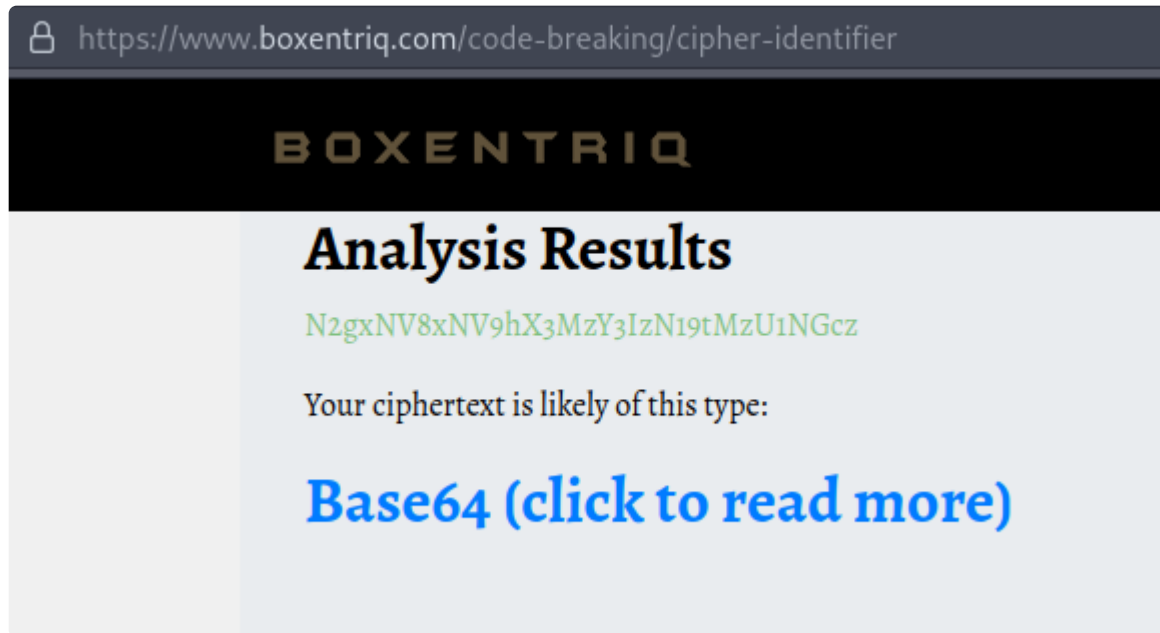 https://www.boxentriq.com/code-breaking/cipher-identifier
BOXENTRIQ
Analysis Results
N2gxNV8xNV9hX3MzY3IzN19tMzU1NGcz
Your ciphertext is likely of this type:
Base64 (click to read more)